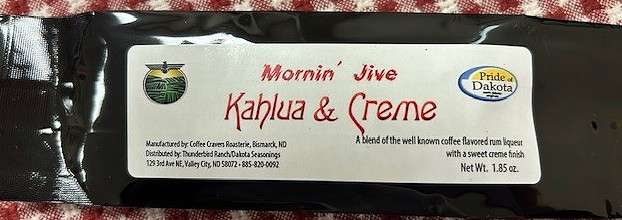 Mornin' Jive
Kahlua & Creme
Pride of
Dakota
Manufactured by: Coffee Cravers Roasterie, Bismarck, ND
Distributed by: Thunderbird Ranch/Dakota Seasonings
129 3rd Ave NE, Valley City, ND 58072 • 885-820-0092
A blend of the well known coffee flavored rum liqueur
with a sweet creme finish
Net Wt. 1.85 oz.